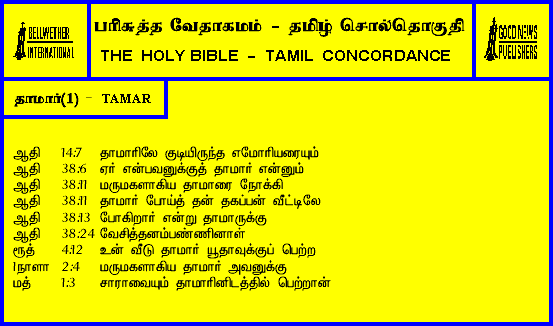 BELLWETHER
INTERNATIONAL
பரிசுத்த வேதாகமம் - தமிழ் சொல்தொகுதி
THE HOLY BIBLE - TAMIL CONCORDANCE
GOOD NEWS
PUBLISHERS
தாமார்(1) - TAMAR
ஆதி 14:7 தாமாரிலே குடியிருந்த எமோரியரையும்
ஆதி 38:6 ஏர் என்பவனுக்குத் தாமார் என்னும்
ஆதி 38:11 மருமகளாகிய தாமாரை நோக்கி
ஆதி 38:11 தாமார் போய்த் தன் தகப்பன் வீட்டிலே
ஆதி 38:13 போகிறார் என்று தாமாருக்கு
ஆதி 38:24 வேசித்தனம்பண்ணினாள்
ரூத் 4:12 உன் வீடு தாமார் யூதாவுக்குப் பெற்ற
1நாளா 2:4 மருமகளாகிய தாமார் அவனுக்கு
மத் 1:3 சாராவையும் தாமாரினிடத்தில் பெற்றான்